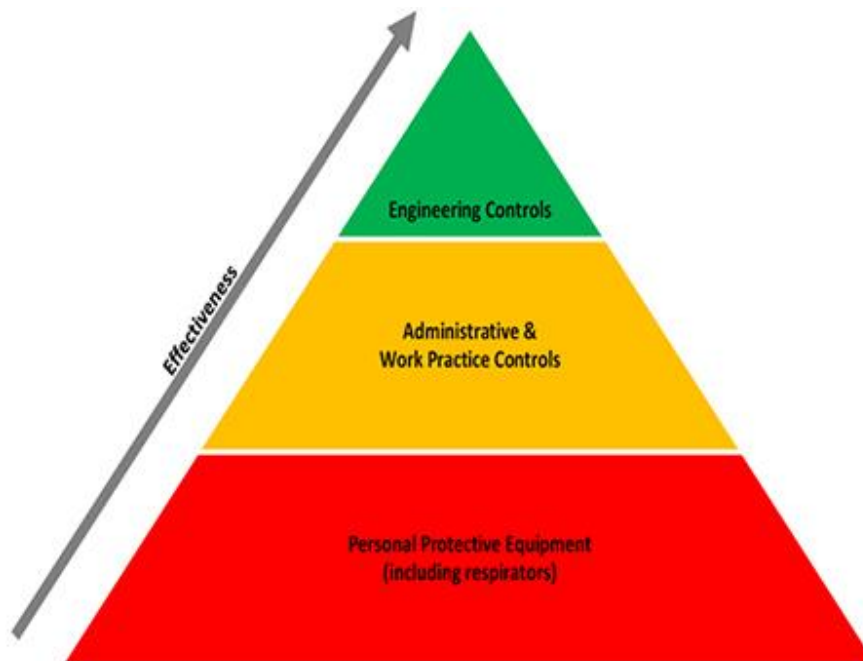 Engineering Controls
Effectiveness
Administrative &
Work Practice Controls
Personal Protective Equipment
(including respirators)